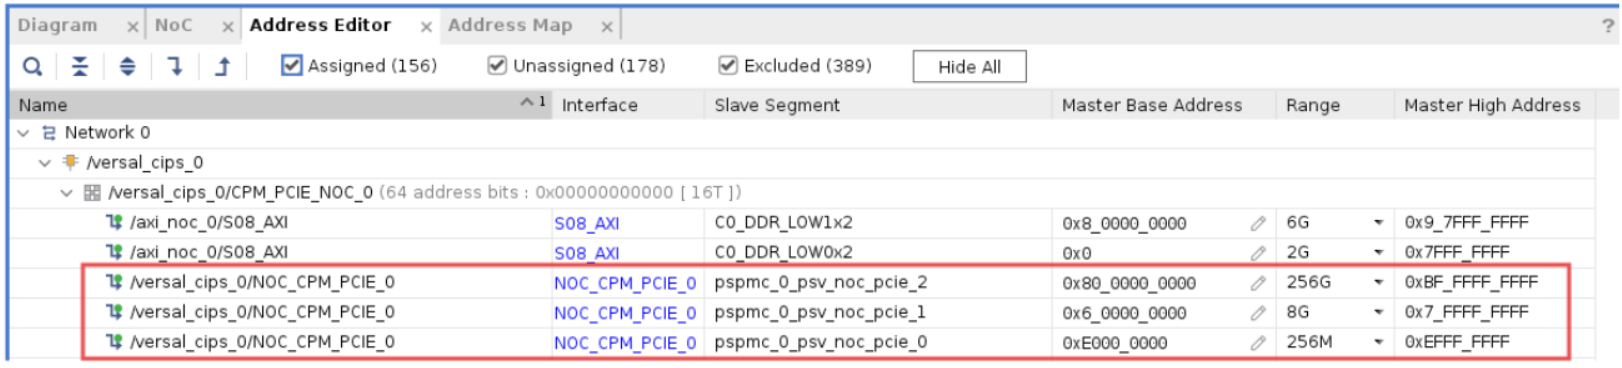 Diagram × NoC × Address Editor × Address Map × ?
Assigned (156) Unassigned (178) Excluded (389) Hide All
Name ^1 Interface Slave Segment Master Base Address Range Master High Address
Network 0
/versal_cips_0
/versal_cips_0/CPM_PCIE_NOC_0 (64 address bits : 0x00000000000 [ 16T ])
/axi_noc_0/S08_AXI S08_AXI C0_DDR_LOW1x2 0x8_0000_0000 6G 0x9_7FFF_FFFF
/axi_noc_0/S08_AXI S08_AXI C0_DDR_LOW0x2 0x0 2G 0x7FFF_FFFF
/versal_cips_0/NOC_CPM_PCIE_0 NOC_CPM_PCIE_0 pspmc_0_psv_noc_pcie_2 0x80_0000_0000 256G 0xBF_FFFF_FFFF
/versal_cips_0/NOC_CPM_PCIE_0 NOC_CPM_PCIE_0 pspmc_0_psv_noc_pcie_1 0x6_0000_0000 8G 0x7_FFFF_FFFF
/versal_cips_0/NOC_CPM_PCIE_0 NOC_CPM_PCIE_0 pspmc_0_psv_noc_pcie_0 0xE000_0000 256M 0xEFFF_FFFF